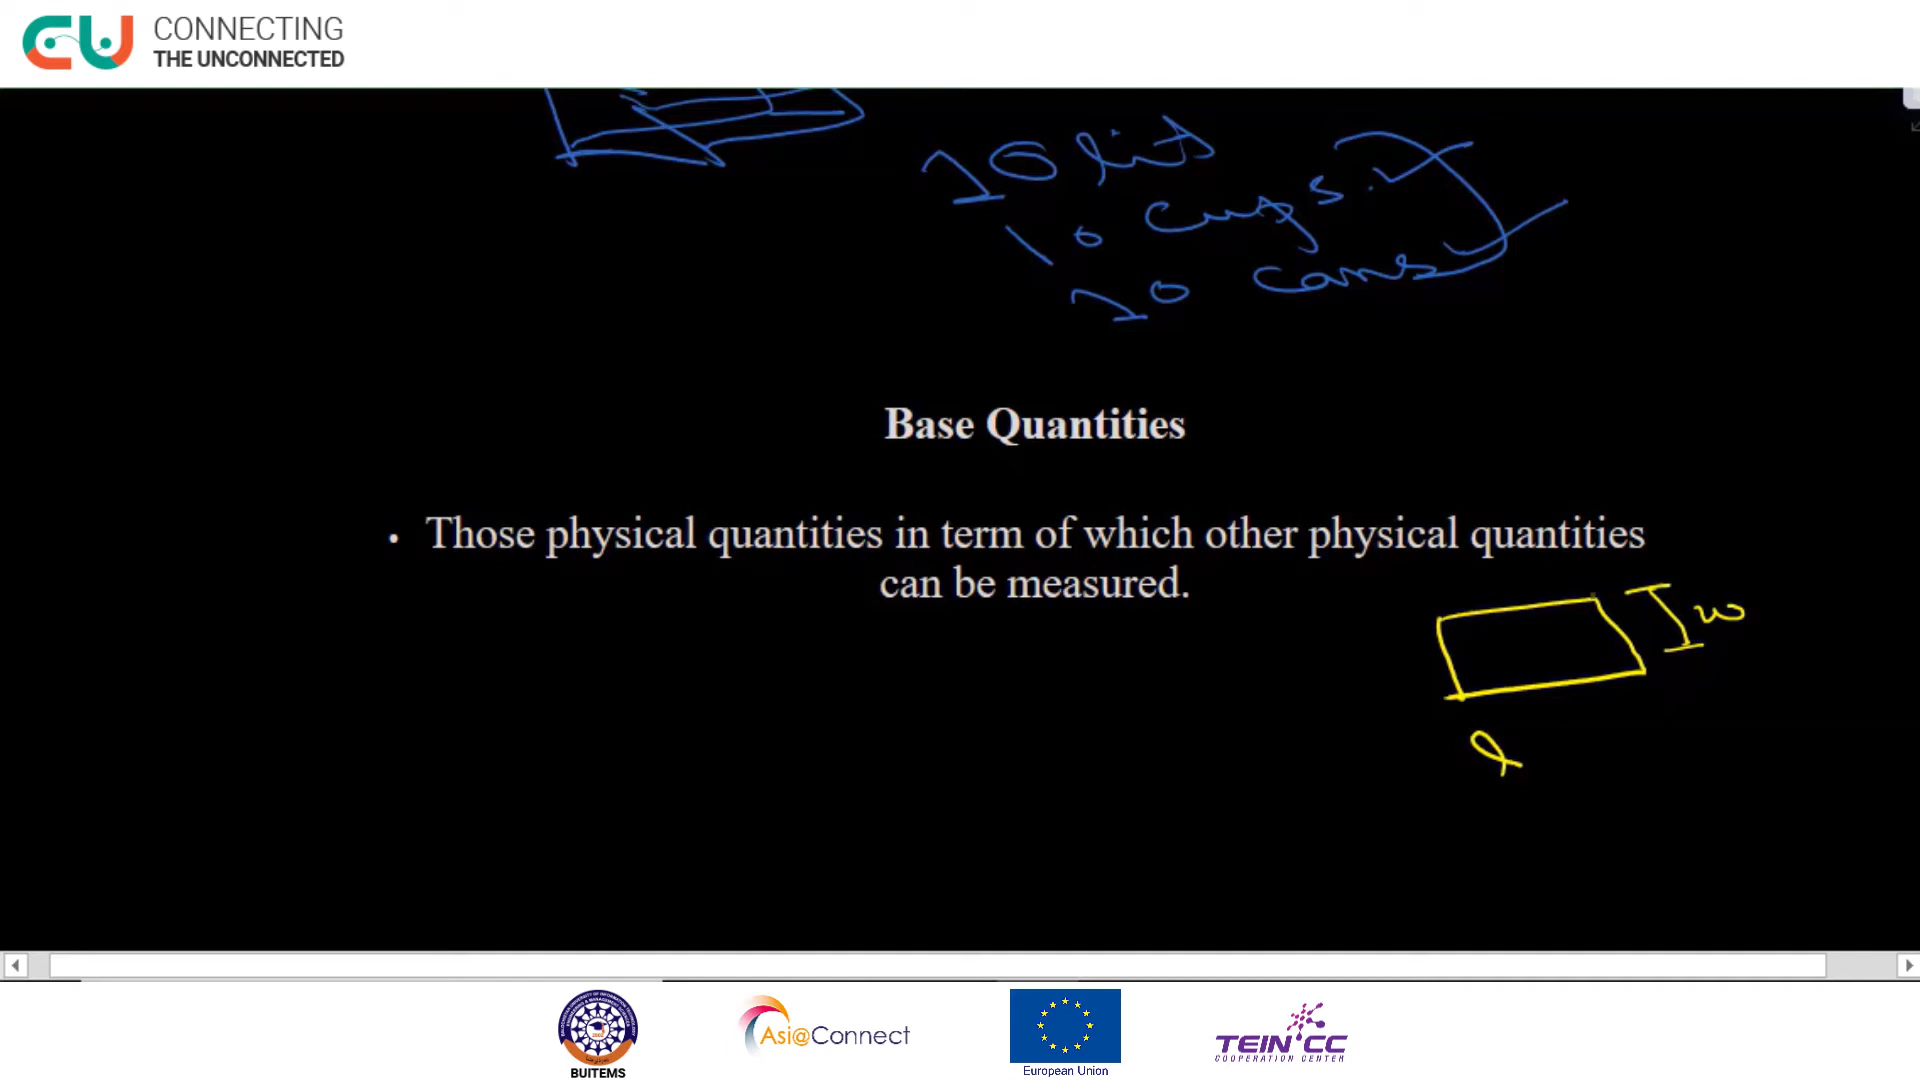 CONNECTING
THE UNCONNECTED
10
10 cups.
10 cans
Base Quantities
• Those physical quantities in term of which other physical quantities
can be measured.
w
l
BUITEMS
Asi@Connect
European Union
TEIN*CC
COOPERATION CENTER